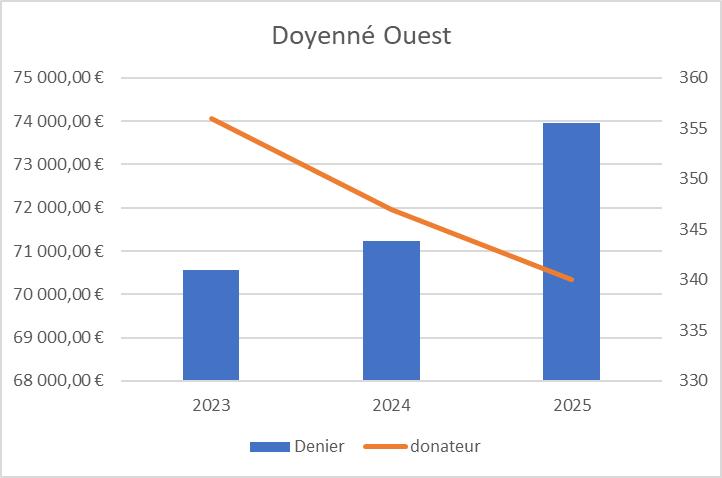 Doyenné Ouest
75 000,00 € 360
74 000,00 € 355
73 000,00 € 350
72 000,00 € 345
71 000,00 € 340
70 000,00 € 335
69 000,00 €
68 000,00 € 330
2023 2024 2025
Denier donateur